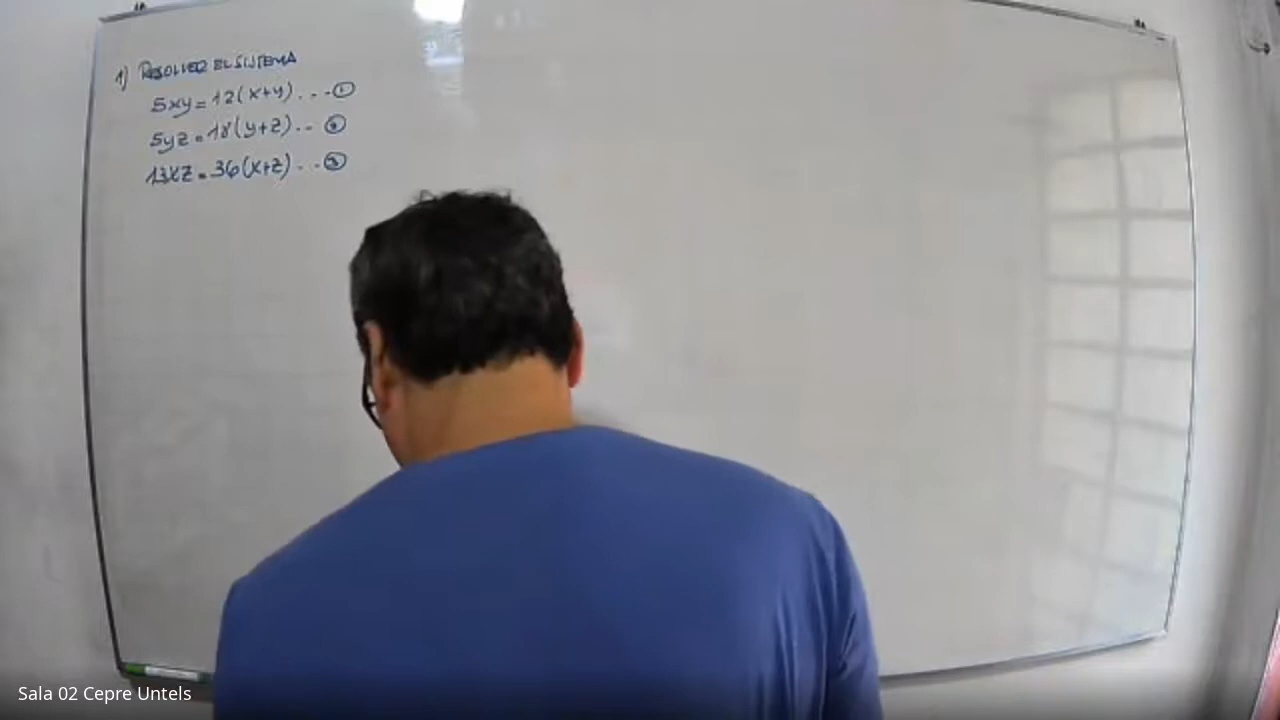 1) RESOLVER EL SISTEMA
5xy = 12(x+y) . . . ①
5yz = 18(y+z) . . ②
13xz = 36(x+z) . . ③
Sala 02 Cepre Untels